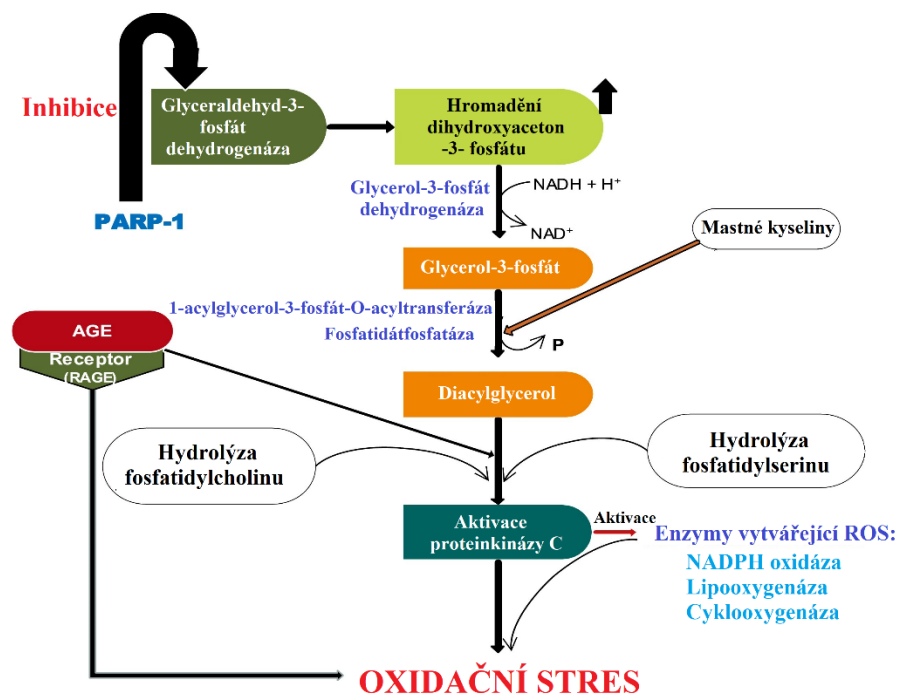 Inhibice
Glyceraldehyd-3-
fosfát
dehydrogenáza
PARP-1
Hromadění
dihydroxyaceton
-3- fosfátu
Glycerol-3-fosfát
dehydrogenáza
NADH + H⁺
NAD⁺
Mastné kyseliny
Glycerol-3-fosfát
1-acylglycerol-3-fosfát-O-acyltransferáza
Fosfatidátfosfatáza
P
AGE
Receptor
(RAGE)
Diacylglycerol
Hydrolýza
fosfatidylcholinu
Hydrolýza
fosfatidylserinu
Aktivace
proteinkinázy C
Aktivace
Enzymy vytvářející ROS:
NADPH oxidáza
Lipooxygenáza
Cyklooxygenáza
OXIDAČNÍ STRES